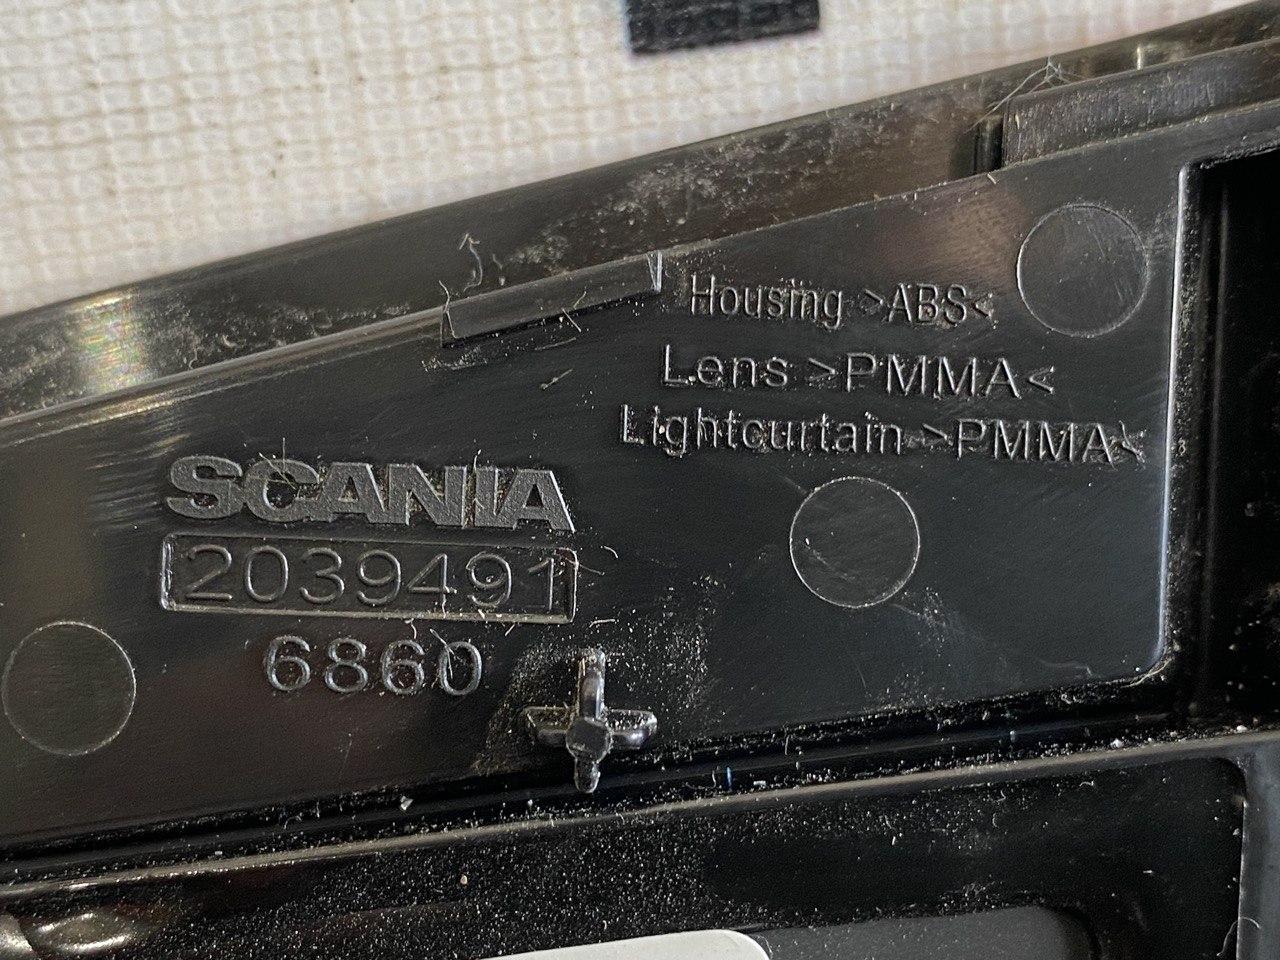 Housing >ABS<
Lens >PMMA<
Lightcurtain >PMMA<
SCANIA
2039491
6860